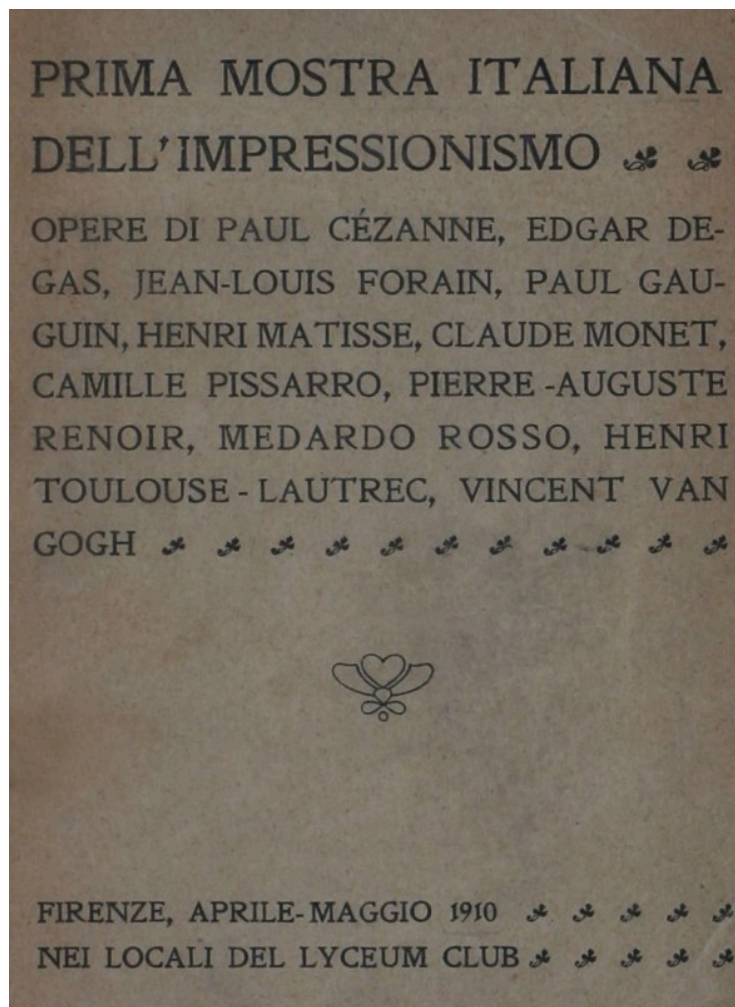 PRIMA MOSTRA ITALIANA
DELL'IMPRESSIONISMO
OPERE DI PAUL CÉZANNE, EDGAR DE-
GAS, JEAN-LOUIS FORAIN, PAUL GAU-
GUIN, HENRI MATISSE, CLAUDE MONET,
CAMILLE PISSARRO, PIERRE-AUGUSTE
RENOIR, MEDARDO ROSSO, HENRI
TOULOUSE-LAUTREC, VINCENT VAN
GOGH
FIRENZE, APRILE-MAGGIO 1910
NEI LOCALI DEL LYCEUM CLUB